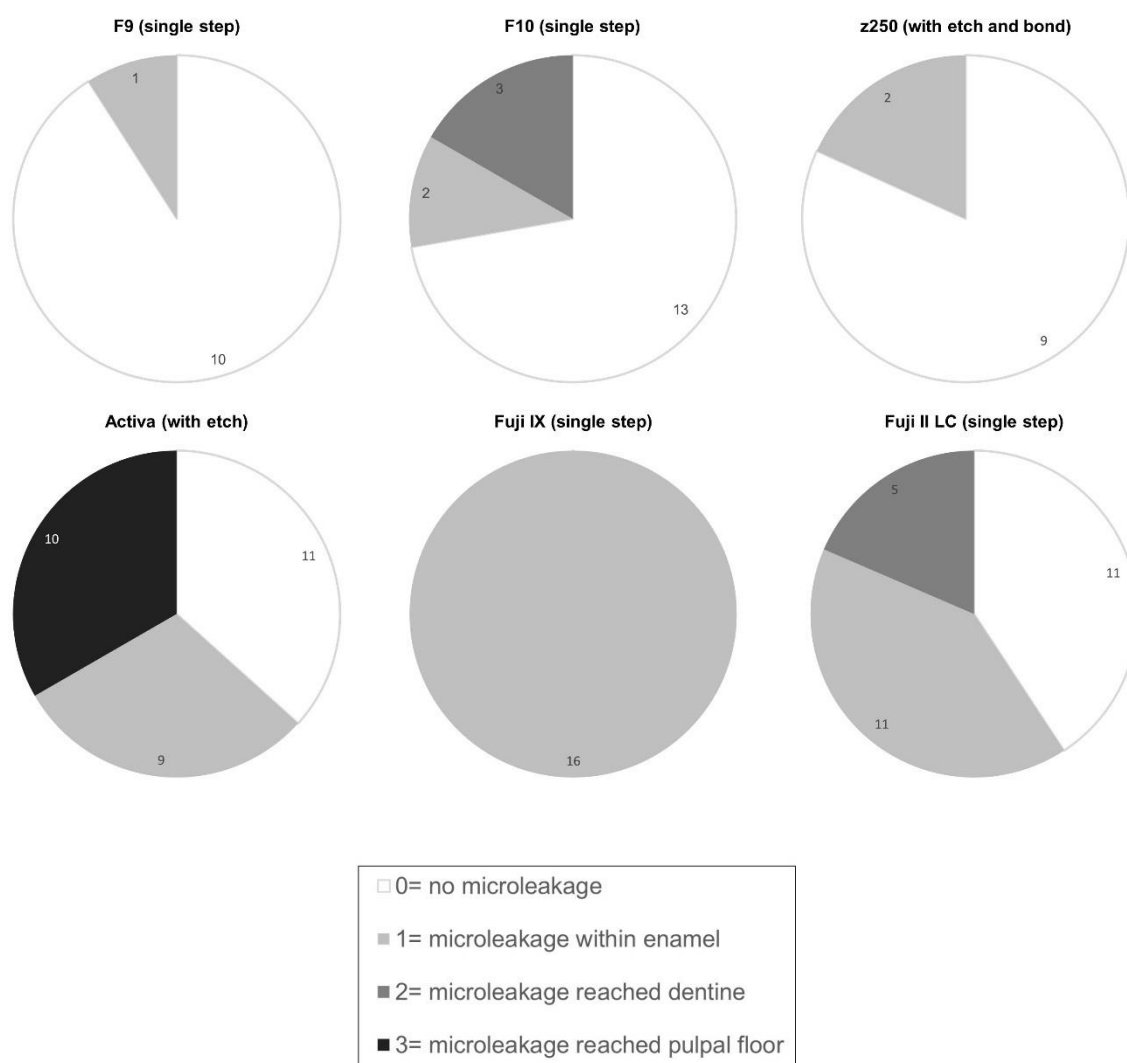 F9 (single step)
F10 (single step)
z250 (with etch and bond)
1
10
3
2
13
2
9
Activa (with etch)
Fuji IX (single step)
Fuji II LC (single step)
10
11
9
16
5
11
11
0= no microleakage
1= microleakage within enamel
2= microleakage reached dentine
3= microleakage reached pulpal floor